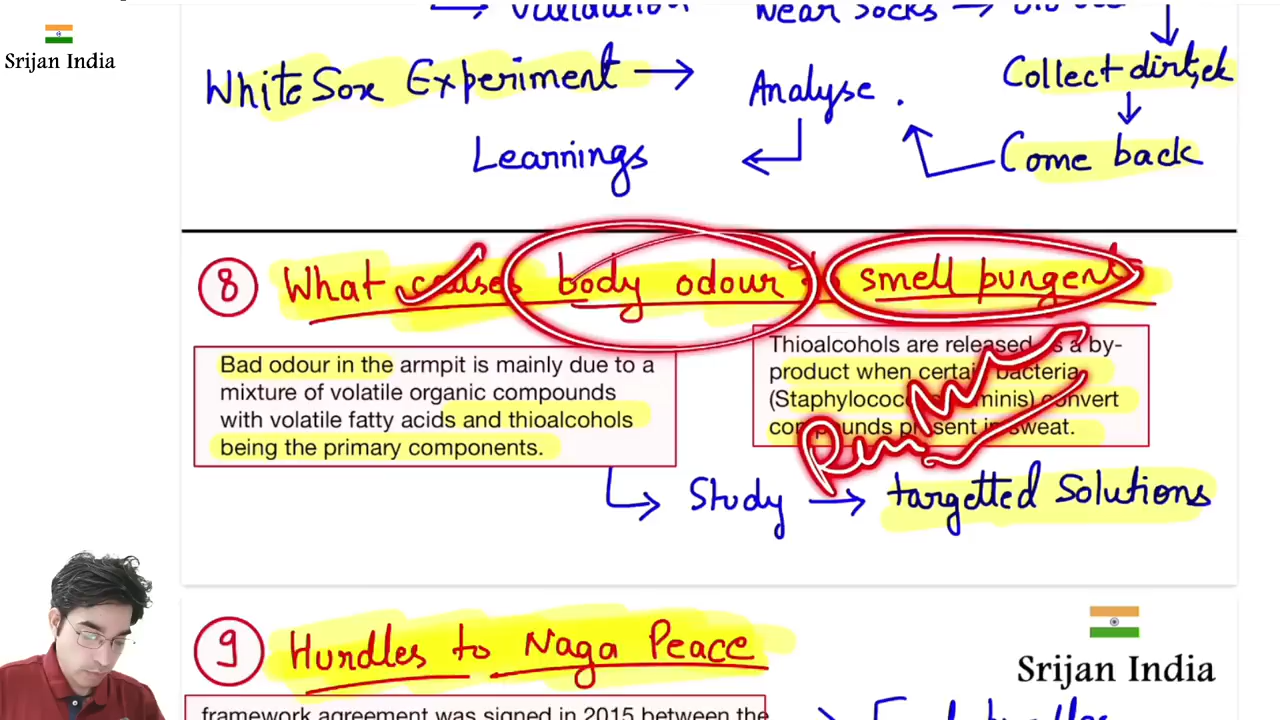 Srijan India
White Sox Experiment → Analyse .
Collect dirt, etc
Learnings
Come back
8 What causes body odour smell pungent
Bad odour in the armpit is mainly due to a
mixture of volatile organic compounds
with volatile fatty acids and thioalcohols
being the primary components.
Thioalcohols are released as a by-
product when certain bacteria
(Staphylococcus hominis) convert
compounds present in sweat.
Study → targetted Solutions
9 Hurdles to Naga Peace
Srijan India
framework agreement was signed in 2015 between the